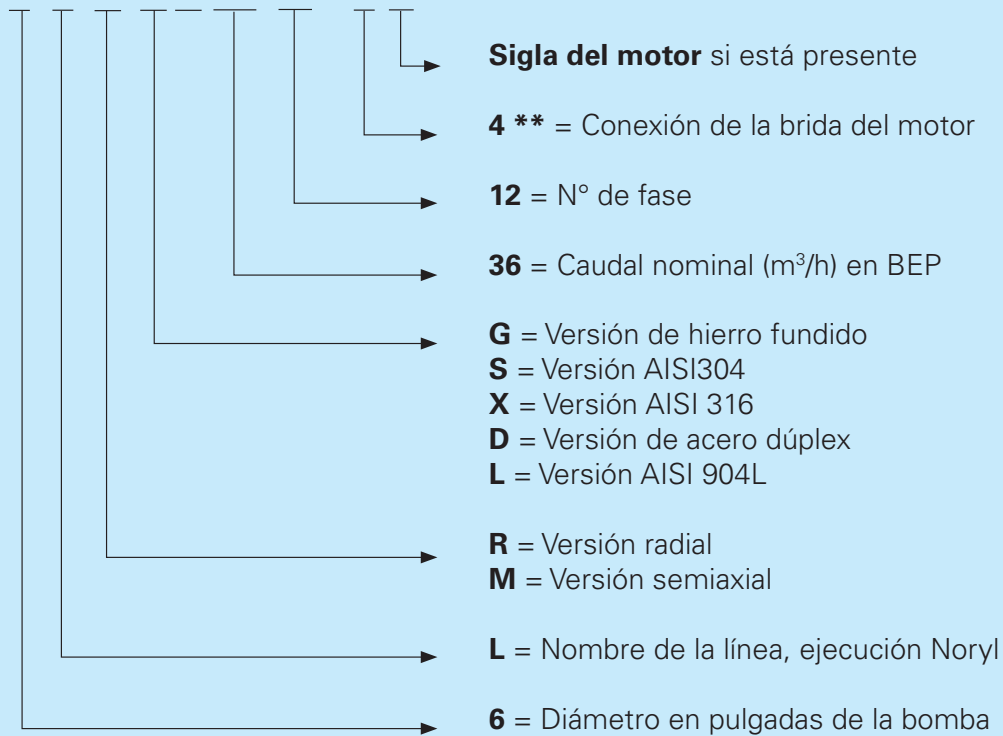 Sigla del motor si está presente
4 ** = Conexión de la brida del motor
12 = N° de fase
36 = Caudal nominal (m³/h) en BEP
G = Versión de hierro fundido
S = Versión AISI304
X = Versión AISI 316
D = Versión de acero dúplex
L = Versión AISI 904L
R = Versión radial
M = Versión semiaxial
L = Nombre de la línea, ejecución Noryl
6 = Diámetro en pulgadas de la bomba